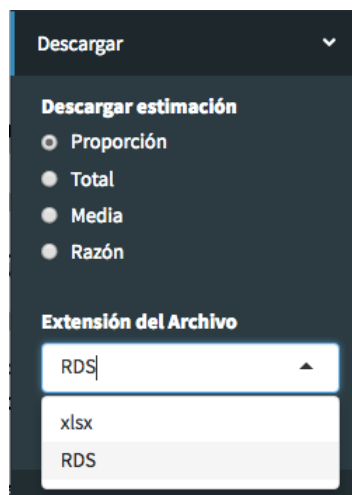 Descargar
Descargar estimación
Proporción
Total
Media
Razón
Extensión del Archivo
RDS
xlsx
RDS